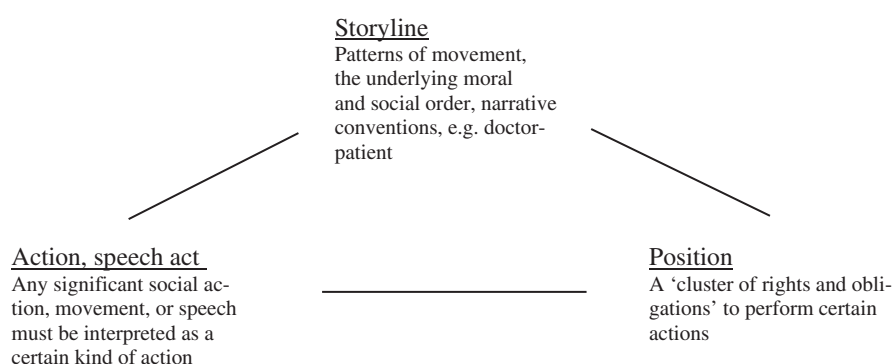 Storyline
Patterns of movement,
the underlying moral
and social order, narrative
conventions, e.g. doctor-
patient
Action, speech act
Any significant social ac-
tion, movement, or speech
must be interpreted as a
certain kind of action
Position
A ‘cluster of rights and obli-
gations’ to perform certain
actions